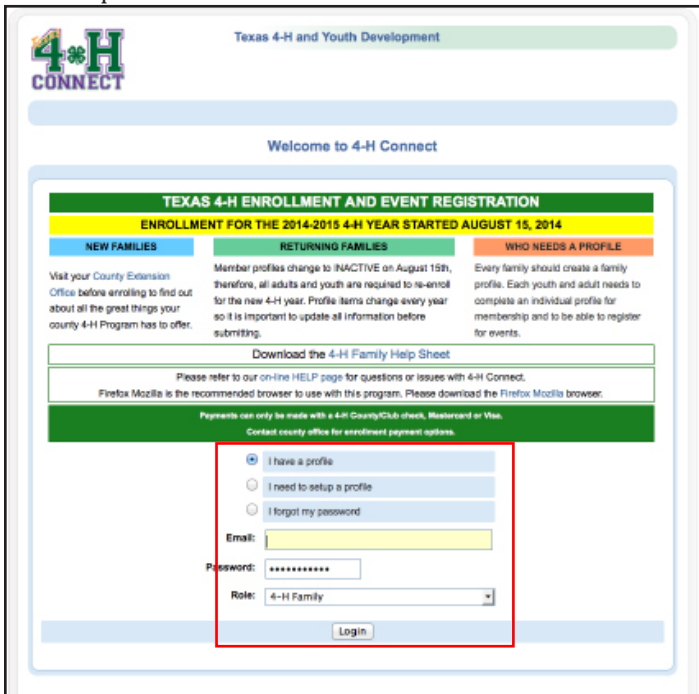 4-H
CONNECT
Texas 4-H and Youth Development
Welcome to 4-H Connect
TEXAS 4-H ENROLLMENT AND EVENT REGISTRATION
ENROLLMENT FOR THE 2014-2015 4-H YEAR STARTED AUGUST 15, 2014
NEW FAMILIES
Visit your County Extension
Office before enrolling to find out
about all the great things your
county 4-H Program has to offer.
RETURNING FAMILIES
Member profiles change to INACTIVE on August 15th,
therefore, all adults and youth are required to re-enroll
for the new 4-H year. Profile items change every year
so it is important to update all information before
submitting.
WHO NEEDS A PROFILE
Every family should create a family
profile. Each youth and adult needs to
complete an individual profile for
membership and to be able to register
for events.
Download the 4-H Family Help Sheet
Please refer to our on-line HELP page for questions or issues with 4-H Connect.
Firefox Mozilla is the recommended browser to use with this program. Please download the Firefox Mozilla browser.
Payments can only be made with a 4-H County/Club check, Mastercard or Visa.
Contact county office for enrollment payment options.
I have a profile
I need to setup a profile
I forgot my password
Email:
Password: •••••••••••
Role: 4-H Family
Login